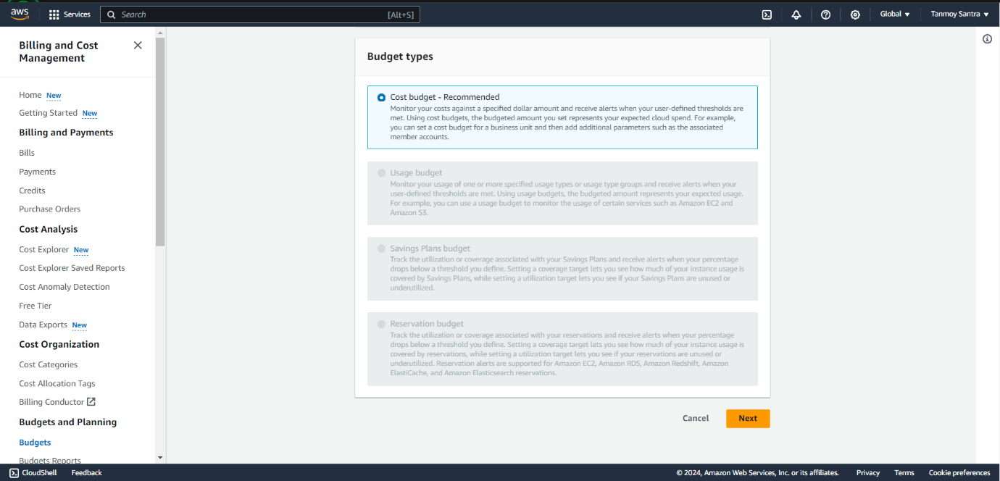 aws
Services
Search
[Alt+S]
Global
Tanmoy Santra
Billing and Cost
Management
Home New
Getting Started New
Billing and Payments
Bills
Payments
Credits
Purchase Orders
Cost Analysis
Cost Explorer New
Cost Explorer Saved Reports
Cost Anomaly Detection
Free Tier
Data Exports New
Cost Organization
Cost Categories
Cost Allocation Tags
Billing Conductor
Budgets and Planning
Budgets
Budgets Reports
Budget types
Cost budget - Recommended
Monitor your costs against a specified dollar amount and receive alerts when your user-defined thresholds are
met. Using cost budgets, the budgeted amount you set represents your expected cloud spend. For example,
you can set a cost budget for a business unit and then add additional parameters such as the associated
member accounts.
Usage budget
Monitor your usage of one or more specified usage types or usage type groups and receive alerts when your
user-defined thresholds are met. Using usage budgets, the budgeted amount represents your expected usage.
For example, you can use a usage budget to monitor the usage of certain services such as Amazon EC2 and
Amazon S3.
Savings Plans budget
Track the utilization or coverage associated with your Savings Plans and receive alerts when your percentage
drops below a threshold you define. Setting a coverage target lets you see how much of your instance usage is
covered by Savings Plans, while setting a utilization target lets you see if your Savings Plans are unused or
underutilized.
Reservation budget
Track the utilization or coverage associated with your reservations and receive alerts when your percentage
drops below a threshold you define. Setting a coverage target lets you see how much of your instance usage is
covered by reservations, while setting a utilization target lets you see if your reservations are unused or
underutilized. Reservation alerts are supported for Amazon EC2, Amazon RDS, Amazon Redshift, Amazon
ElastiCache, and Amazon Elasticsearch reservations.
Cancel
Next
CloudShell
Feedback
© 2024, Amazon Web Services, Inc. or its affiliates.
Privacy
Terms
Cookie preferences